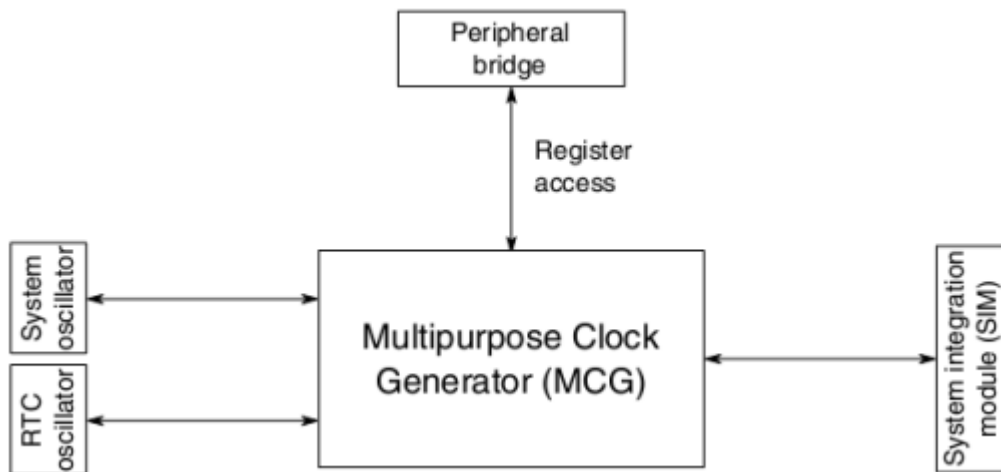 Peripheral
bridge
Register
access
System
oscillator
Multipurpose Clock
Generator (MCG)
RTC
oscillator
System integration
module (SIM)